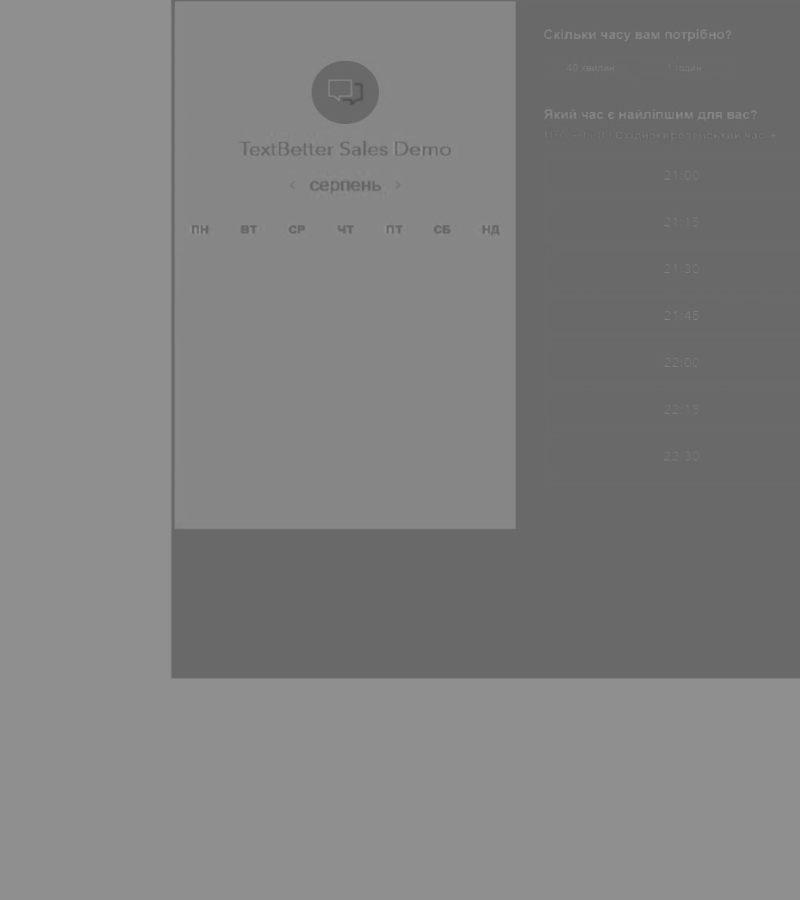 TextBetter Sales Demo
‹ серпень ›
ПН ВТ СР ЧТ ПТ СБ НД
Скільки часу вам потрібно?
40 хвилин 1 годин
Який час є найліпшим для вас?
21:00
21:15
21:30
21:45
22:00
22:15
22:30